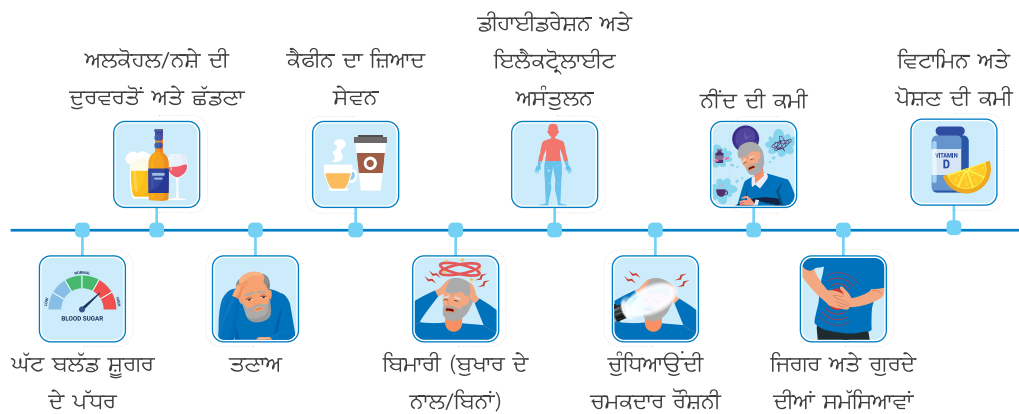 ਅਲਕੋਹਲ/ਨਸ਼ੇ ਦੀ
ਦੁਰਵਰਤੋਂ ਅਤੇ ਛੱਡਣਾ
ਕੈਫੀਨ ਦਾ ਜ਼ਿਆਦ
ਸੇਵਨ
ਡੀਹਾਈਡਰੇਸ਼ਨ ਅਤੇ
ਇਲੈਕਟ੍ਰੋਲਾਈਟ
ਅਸੰਤੁਲਨ
ਨੀਂਦ ਦੀ ਕਮੀ
ਵਿਟਾਮਿਨ ਅਤੇ
ਪੋਸ਼ਣ ਦੀ ਕਮੀ
VITAMIN
D
LOW
NORMAL
HIGH
BLOOD SUGAR
ਘੱਟ ਬਲੱਡ ਸ਼ੂਗਰ
ਦੇ ਪੱਧਰ
ਤਣਾਅ
ਬਿਮਾਰੀ (ਬੁਖਾਰ ਦੇ
ਨਾਲ/ਬਿਨਾਂ)
ਚੁੰਧਿਆਉਂਦੀ
ਚਮਕਦਾਰ ਰੌਸ਼ਨੀ
ਜਿਗਰ ਅਤੇ ਗੁਰਦੇ
ਦੀਆਂ ਸਮੱਸਿਆਵਾਂ